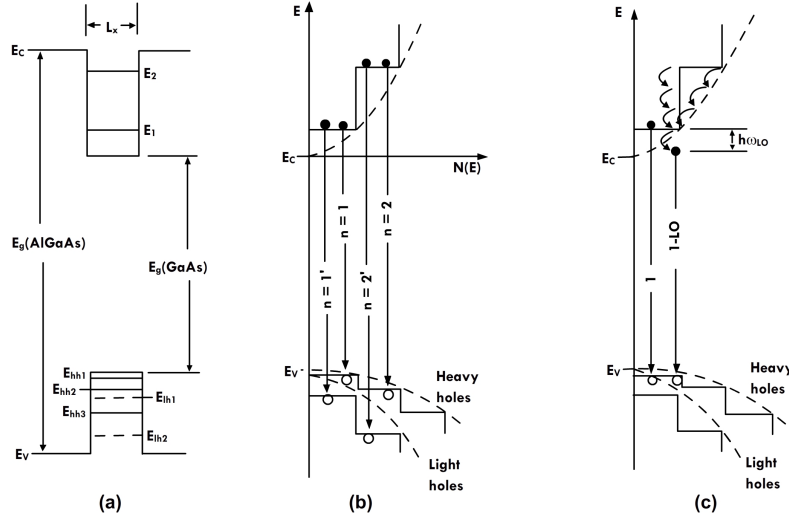 Lx
EC
E2
E1
Eg(AlGaAs)
Eg(GaAs)
Ehh1
Ehh2
Elh1
Ehh3
Elh2
EV
(a)
E
EC
N(E)
n = 1'
n = 1
n = 2'
n = 2
EV
Heavy
holes
Light
holes
(b)
E
hωLO
EC
1
1-LO
EV
Heavy
holes
Light
holes
(c)